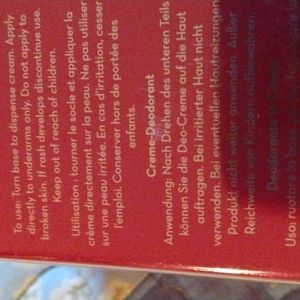 To use: Turn base to dispense cream. Apply
directly to underarms only. Do not apply to
broken skin. If rash develops discontinue use.
Keep out of reach of children.
Utilisation : tourner le socle et appliquer la
crème directement sur la peau. Ne pas utiliser
sur une peau irritée. En cas d'irritation, cesser
l'emploi. Conserver hors de portée des
enfants.
Creme-Deodorant
Anwendung: Nach Drehen des unteren Teils
können Sie die Deo-Creme auf die Haut
auftragen. Bei irritierter Haut nicht
verwenden. Bei eventuellen Hautreizungen
Produkt nicht weiter anwenden. Außer
Reichweite von
Deodorante
Uso: ruotare